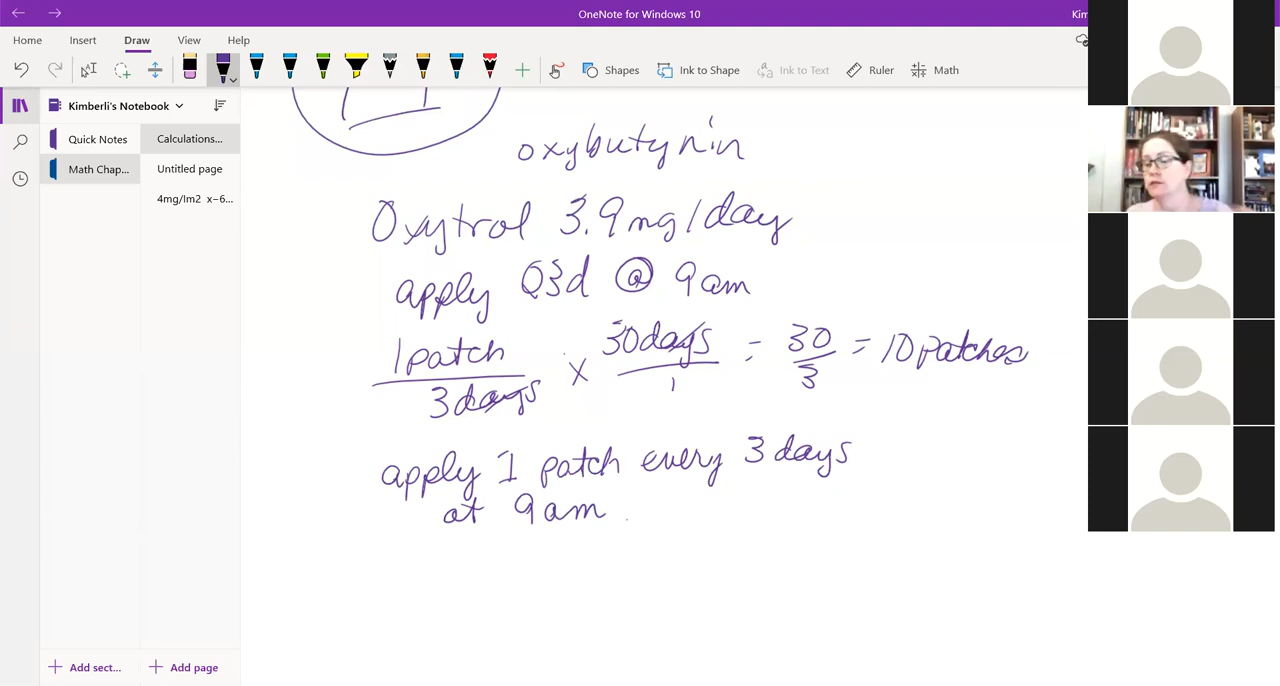 OneNote for Windows 10
Kim
Home Insert Draw View Help
Shapes Ink to Shape Ink to Text Ruler Math
Kimberli's Notebook
Quick Notes
Math Chap...
Calculations...
Untitled page
4mg/lm2 x-6...
oxybutynin
Oxytrol 3.9mg/day
apply Q3d @ 9am
1patch / 3days x 30days / 1 = 30 / 3 = 10patches
apply 1 patch every 3 days
at 9am
Add sect... Add page